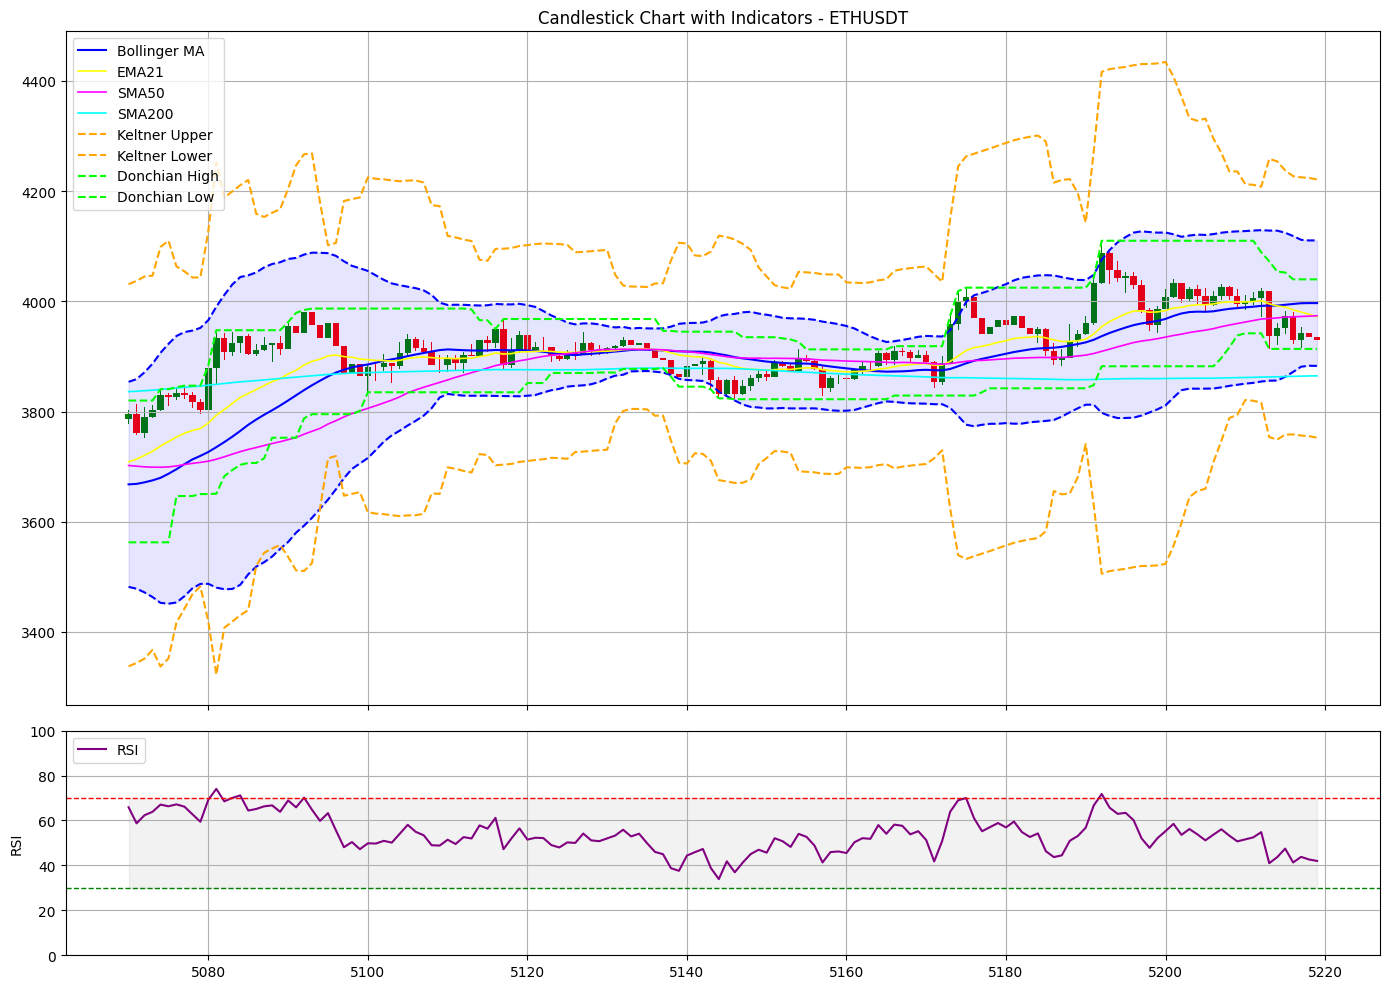 Candlestick Chart with Indicators - ETHUSDT
Bollinger MA
EMA21
SMA50
SMA200
Keltner Upper
Keltner Lower
Donchian High
Donchian Low
4400
4200
4000
3800
3600
3400
RSI
100
80
60
40
20
0
RSI
5080
5100
5120
5140
5160
5180
5200
5220